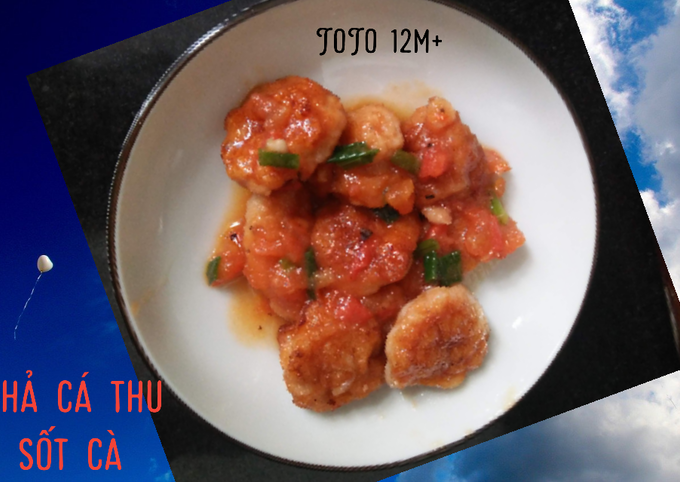 TOTO 12M+
HẢ CÁ THU
SỐT CÀ